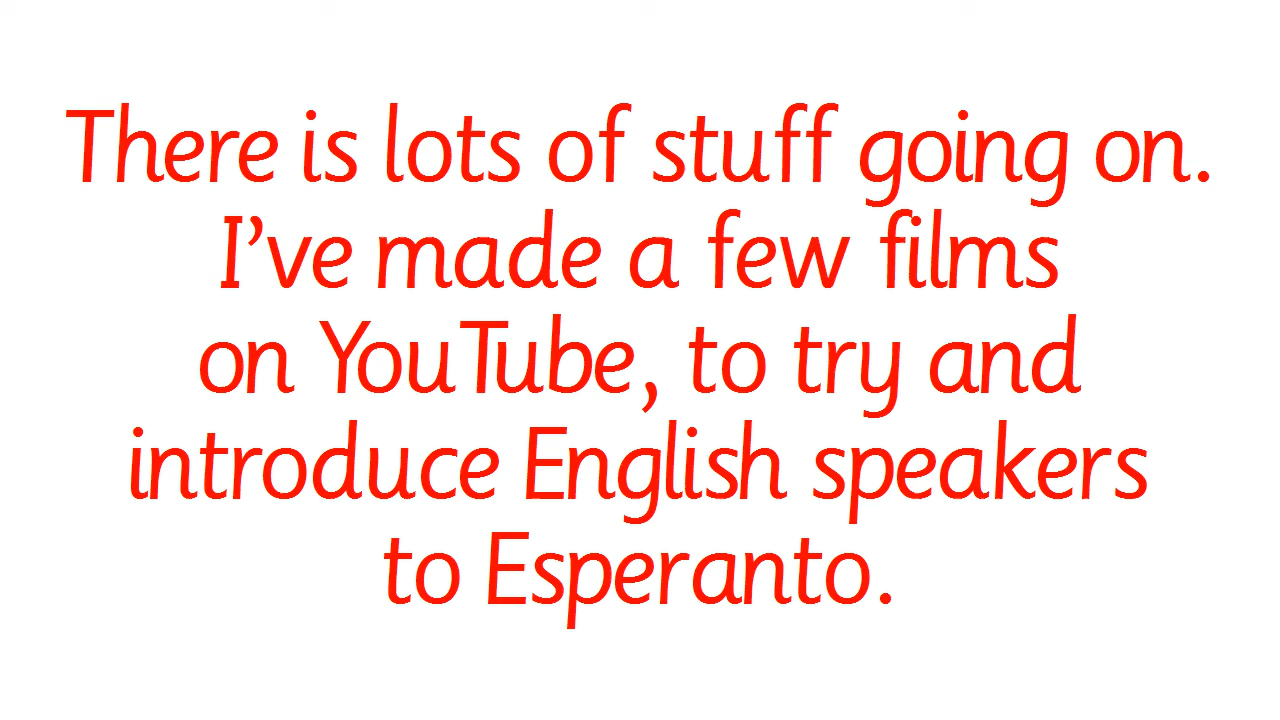 There is lots of stuff going on.
I’ve made a few films
on YouTube, to try and
introduce English speakers
to Esperanto.